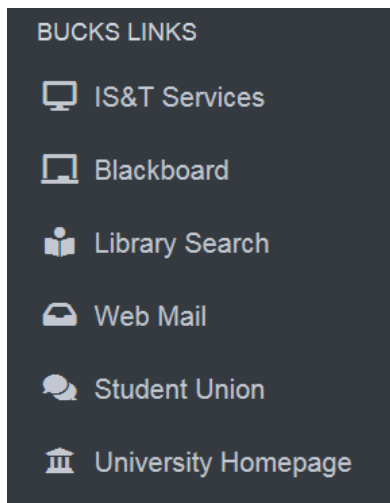 BUCKS LINKS
IS&T Services
Blackboard
Library Search
Web Mail
Student Union
University Homepage